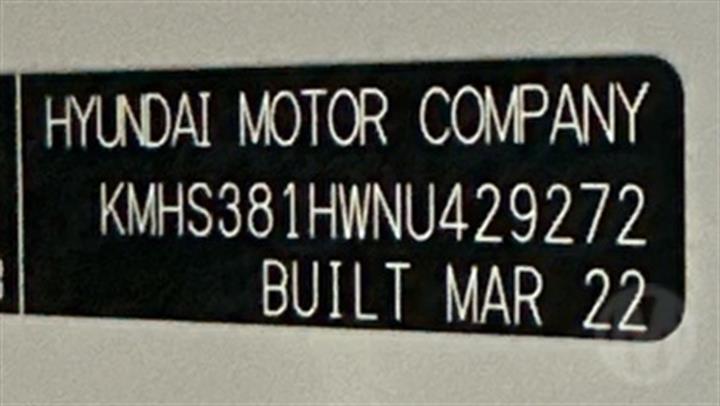 HYUNDAI MOTOR COMPANY
KMHS381HWNU429272
BUILT MAR 22